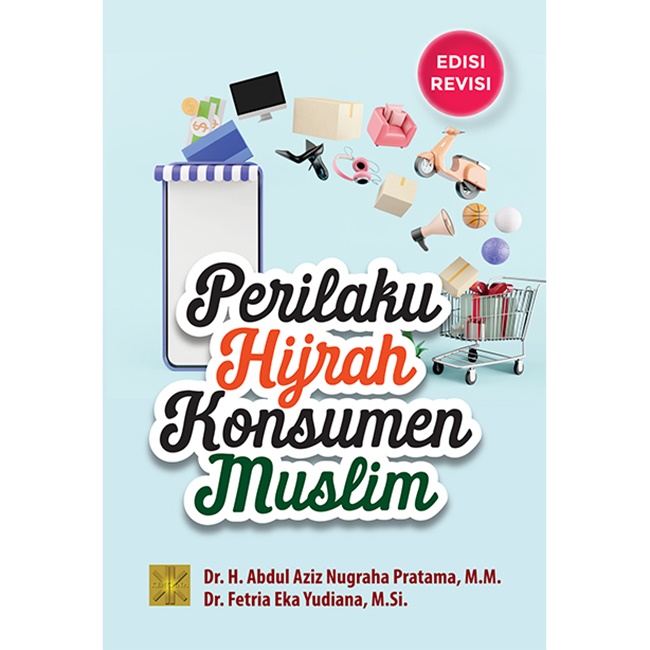 EDISI
REVISI
Perilaku
Hijrah
Konsumen
Muslim
Dr. H. Abdul Aziz Nugraha Pratama, M.M.
Dr. Fetria Eka Yudiana, M.Si.